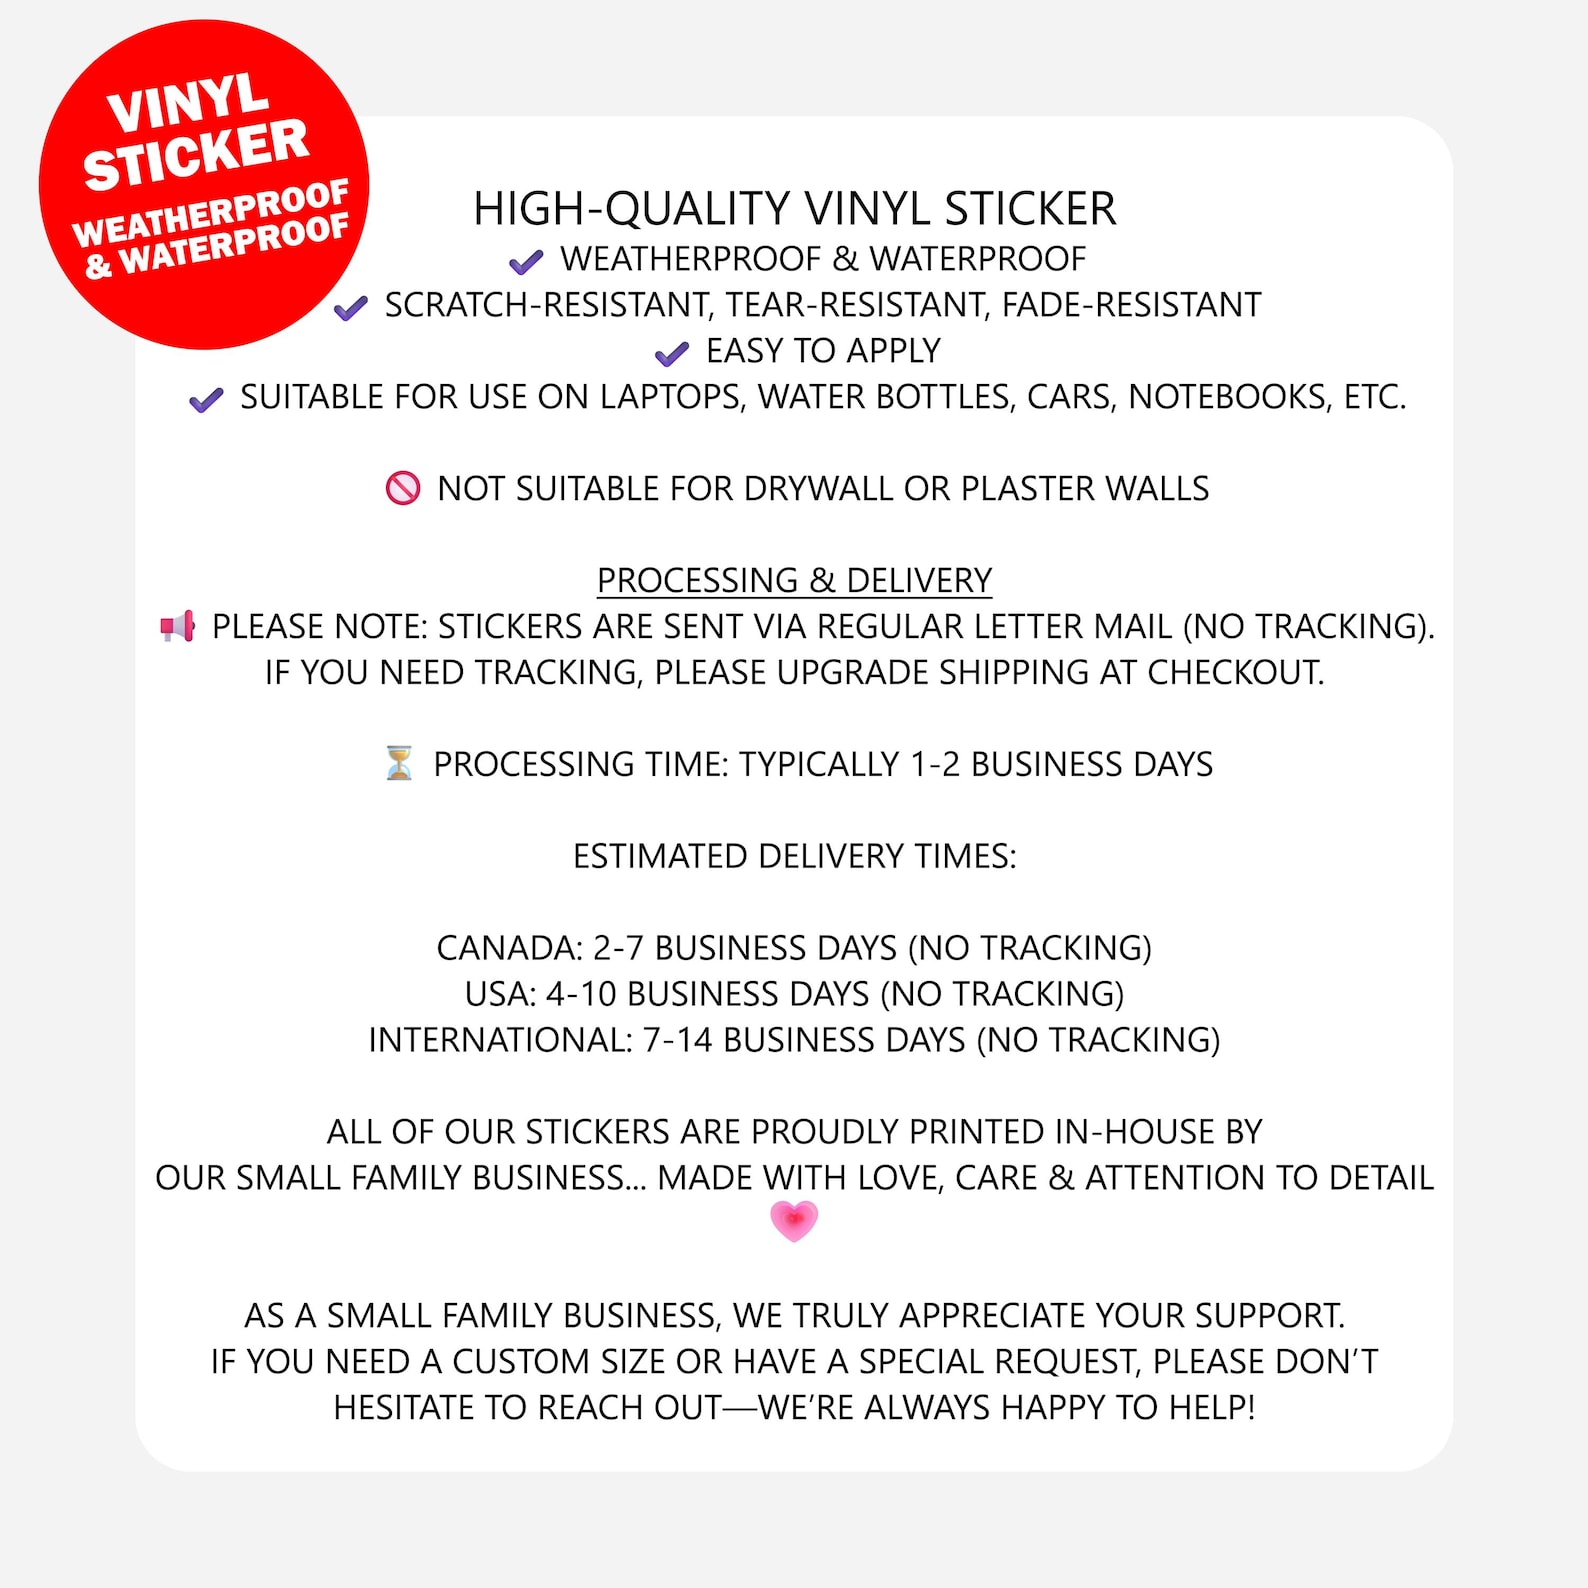 VINYL
STICKER
WEATHERPROOF
& WATERPROOF
HIGH-QUALITY VINYL STICKER
✔ WEATHERPROOF & WATERPROOF
✔ SCRATCH-RESISTANT, TEAR-RESISTANT, FADE-RESISTANT
✔ EASY TO APPLY
✔ SUITABLE FOR USE ON LAPTOPS, WATER BOTTLES, CARS, NOTEBOOKS, ETC.
🚫 NOT SUITABLE FOR DRYWALL OR PLASTER WALLS
PROCESSING & DELIVERY
📢 PLEASE NOTE: STICKERS ARE SENT VIA REGULAR LETTER MAIL (NO TRACKING).
IF YOU NEED TRACKING, PLEASE UPGRADE SHIPPING AT CHECKOUT.
⏳ PROCESSING TIME: TYPICALLY 1-2 BUSINESS DAYS
ESTIMATED DELIVERY TIMES:
CANADA: 2-7 BUSINESS DAYS (NO TRACKING)
USA: 4-10 BUSINESS DAYS (NO TRACKING)
INTERNATIONAL: 7-14 BUSINESS DAYS (NO TRACKING)
ALL OF OUR STICKERS ARE PROUDLY PRINTED IN-HOUSE BY
OUR SMALL FAMILY BUSINESS... MADE WITH LOVE, CARE & ATTENTION TO DETAIL
💗
AS A SMALL FAMILY BUSINESS, WE TRULY APPRECIATE YOUR SUPPORT.
IF YOU NEED A CUSTOM SIZE OR HAVE A SPECIAL REQUEST, PLEASE DON’T
HESITATE TO REACH OUT—WE’RE ALWAYS HAPPY TO HELP!